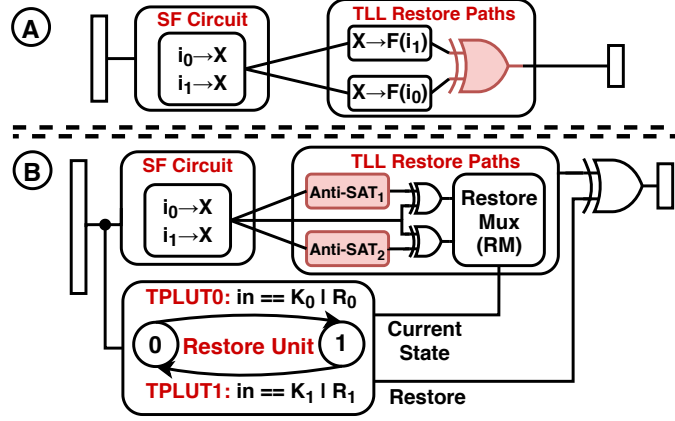 A
SF Circuit
i0→X
i1→X
TLL Restore Paths
X→F(i1)
X→F(i0)
B
SF Circuit
i0→X
i1→X
TLL Restore Paths
Anti-SAT1
Anti-SAT2
Restore
Mux
(RM)
TPLUT0: in == K0 | R0
0
Restore Unit
1
TPLUT1: in == K1 | R1
Current
State
Restore